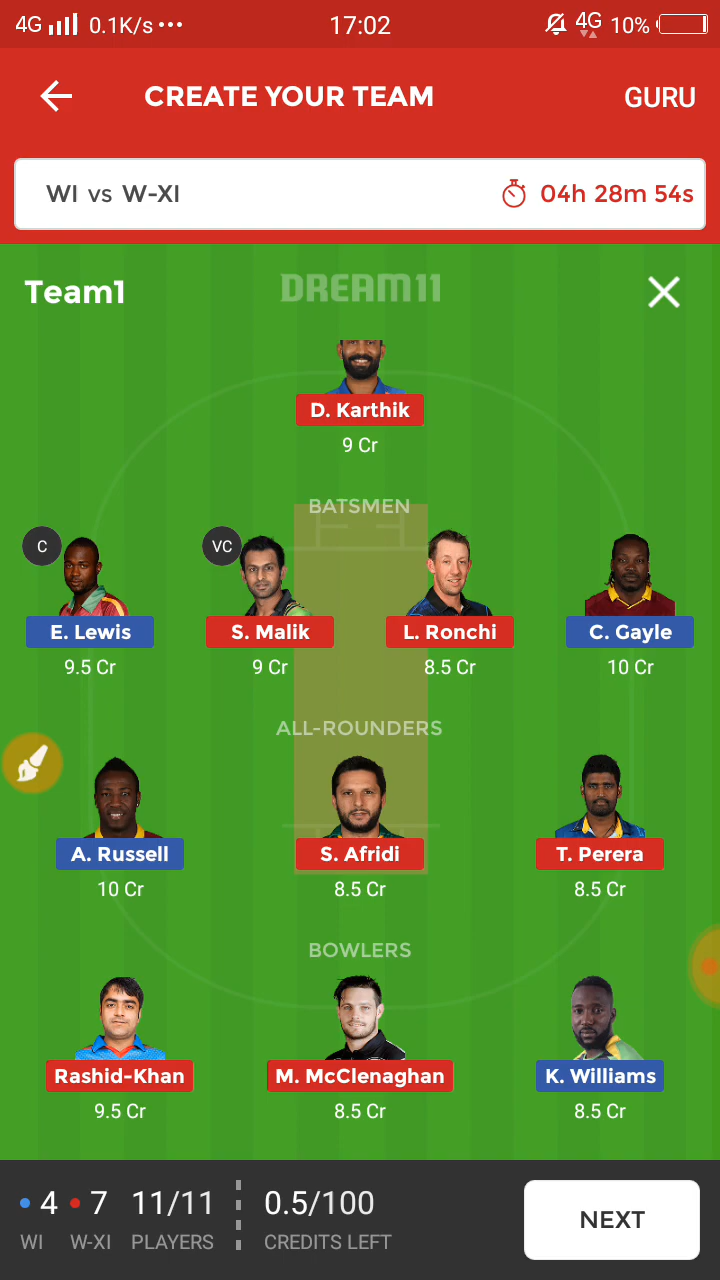 4G 0.1K/s ••• 17:02 4G 10%
CREATE YOUR TEAM GURU
WI vs W-XI 04h 28m 54s
Team1 DREAM11
D. Karthik
9 Cr
BATSMEN
C VC
E. Lewis S. Malik L. Ronchi C. Gayle
9.5 Cr 9 Cr 8.5 Cr 10 Cr
ALL-ROUNDERS
A. Russell S. Afridi T. Perera
10 Cr 8.5 Cr 8.5 Cr
BOWLERS
Rashid-Khan M. McClenaghan K. Williams
9.5 Cr 8.5 Cr 8.5 Cr
4 7 11/11 0.5/100
WI W-XI PLAYERS CREDITS LEFT
NEXT